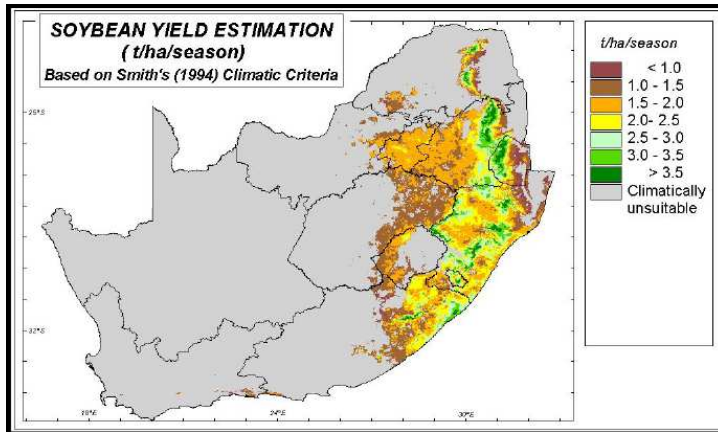 SOYBEAN YIELD ESTIMATION
( t/ha/season)
Based on Smith's (1994) Climatic Criteria
t/ha/season
< 1.0
1.0 - 1.5
1.5 - 2.0
2.0- 2.5
2.5 - 3.0
3.0 - 3.5
> 3.5
Climatically
unsuitable
32°S
24°E
30°E